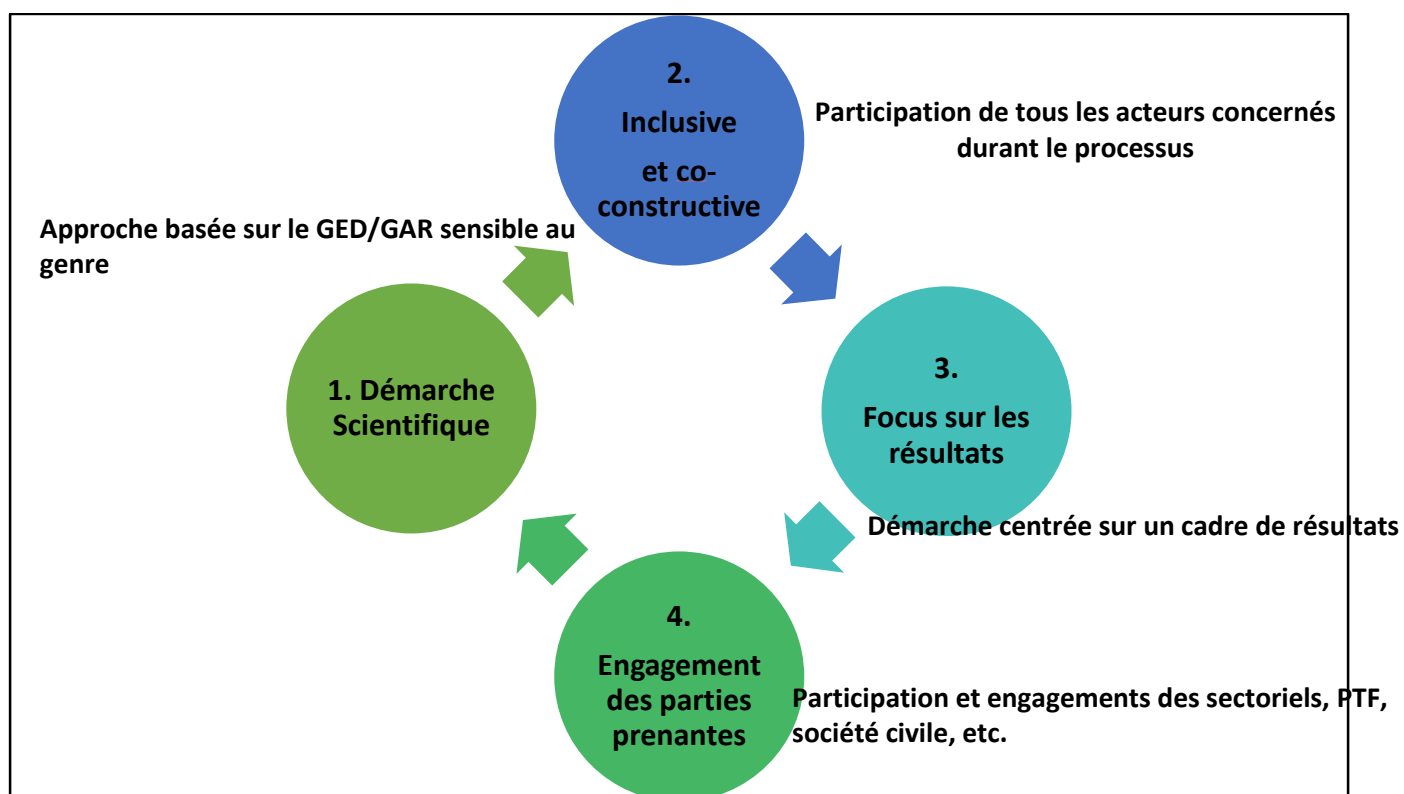 2.
Inclusive
et co-
constructive
Participation de tous les acteurs concernés
durant le processus
Approche basée sur le GED/GAR sensible au
genre
1. Démarche
Scientifique
3.
Focus sur les
résultats
Démarche centrée sur un cadre de résultats
4.
Engagement
des parties
prenantes
Participation et engagements des sectoriels, PTF,
société civile, etc.